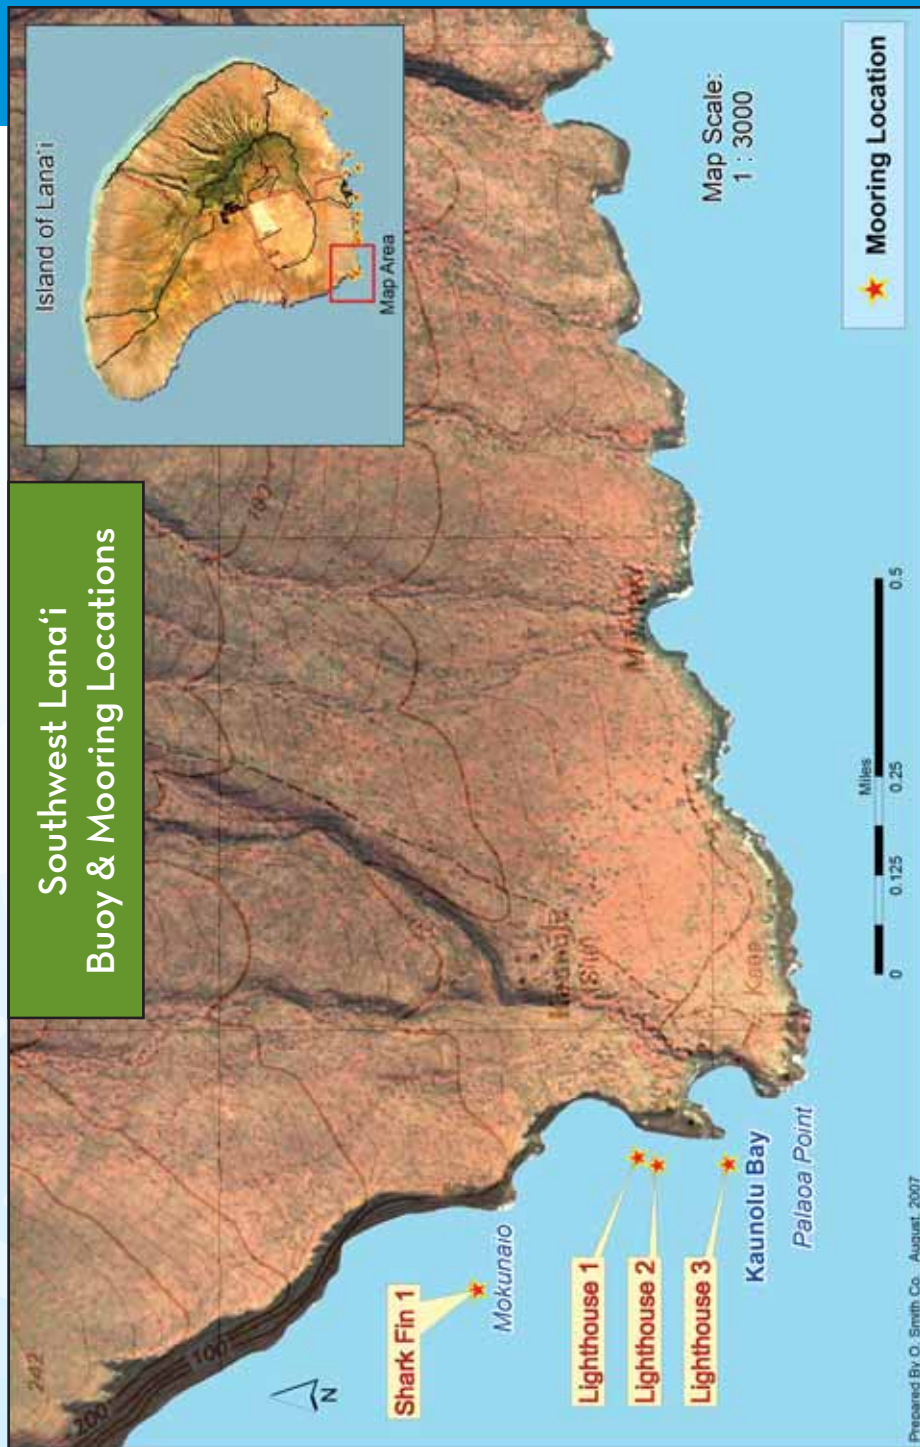 Southwest Lana‘i
Buoy & Mooring Locations
Island of Lana'i
Map Area
242
200
100
100
Shark Fin 1
Mokunaio
Lighthouse 1
Lighthouse 2
Lighthouse 3
Kaunolu Bay
Palaoa Point
N
Map Scale:
1 : 3000
Mooring Location
Miles
0 0.125 0.25 0.5
Prepared By O. Smith Co. August, 2007